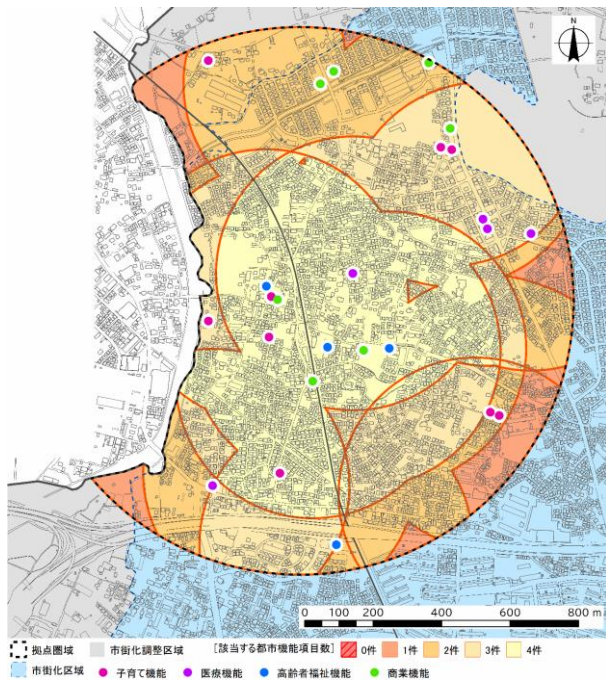 N
0 100 200 400 600 800 m
拠点圏域 市街化調整区域 [該当する都市機能項目数] 0件 1件 2件 3件 4件
市街化区域 子育て機能 医療機能 高齢者福祉機能 商業機能